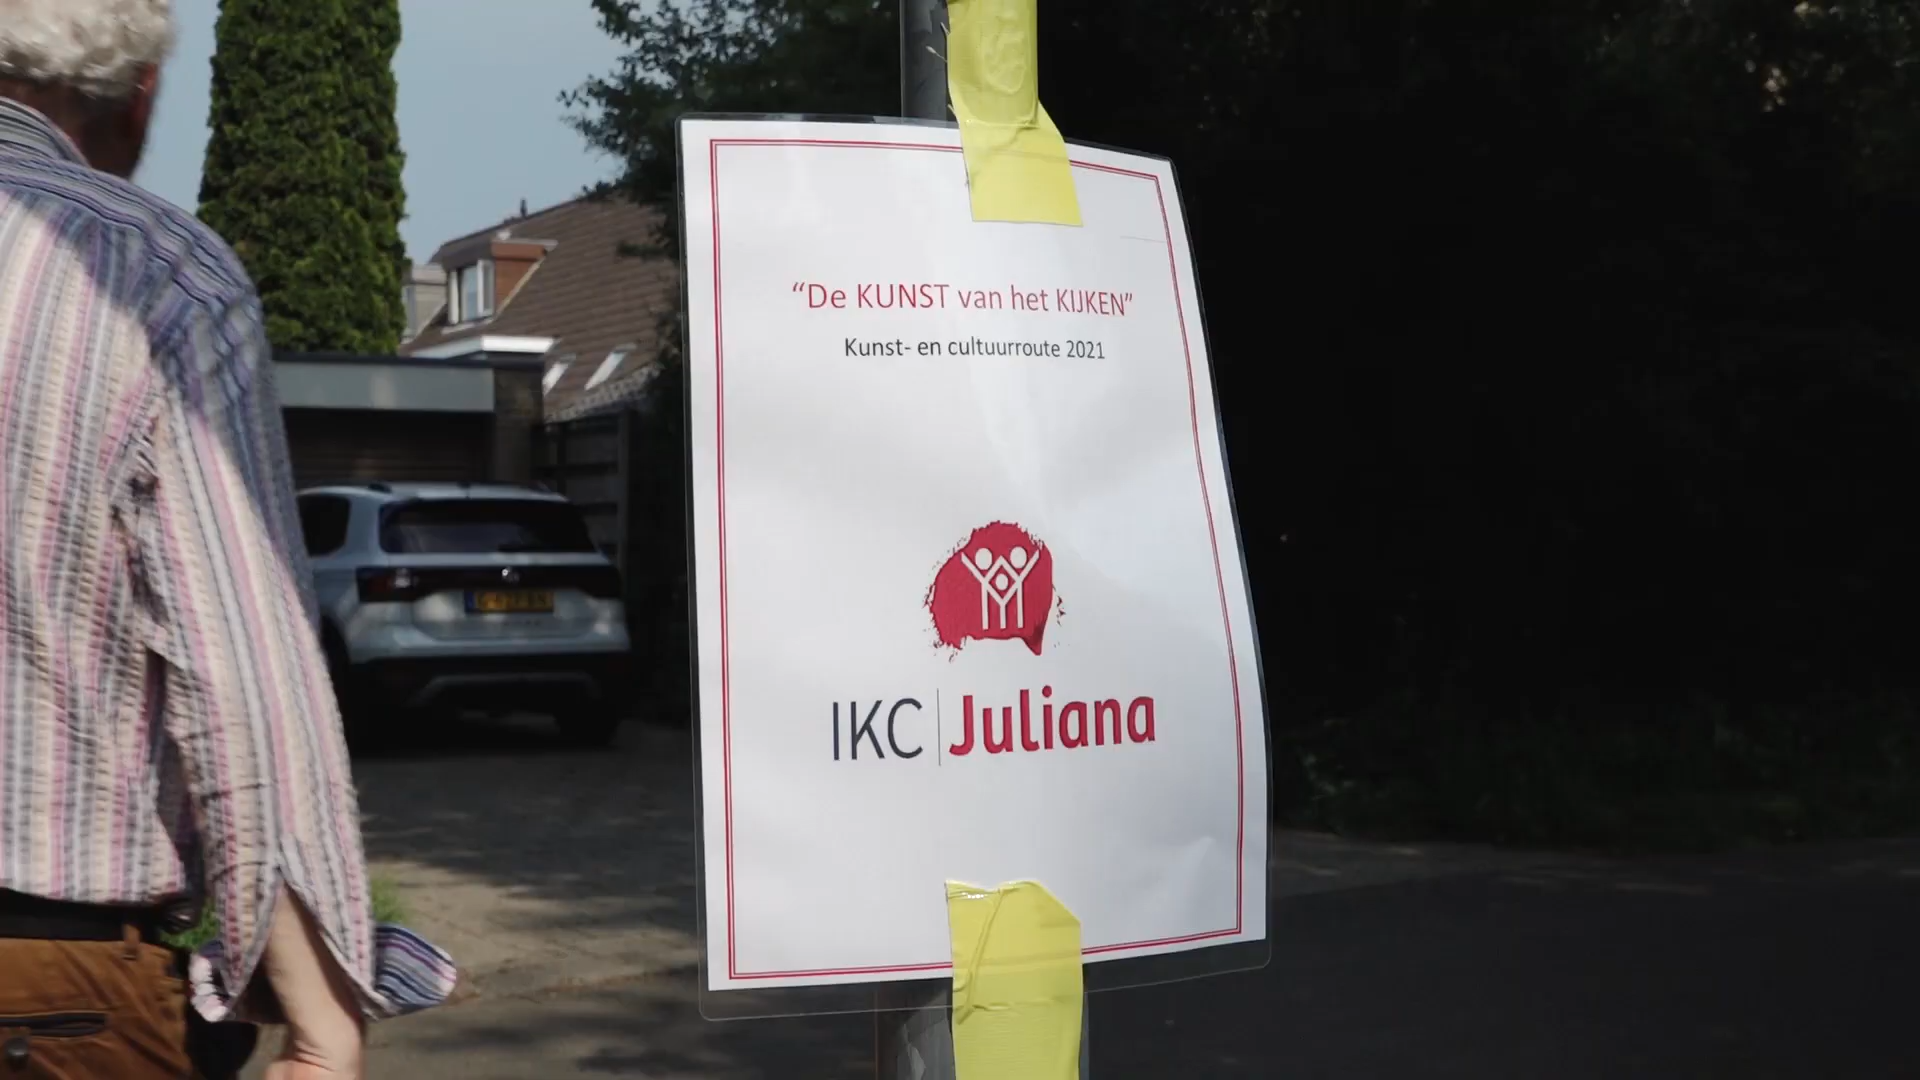 “De KUNST van het KIJKEN”
Kunst- en cultuurroute 2021
IKC Juliana